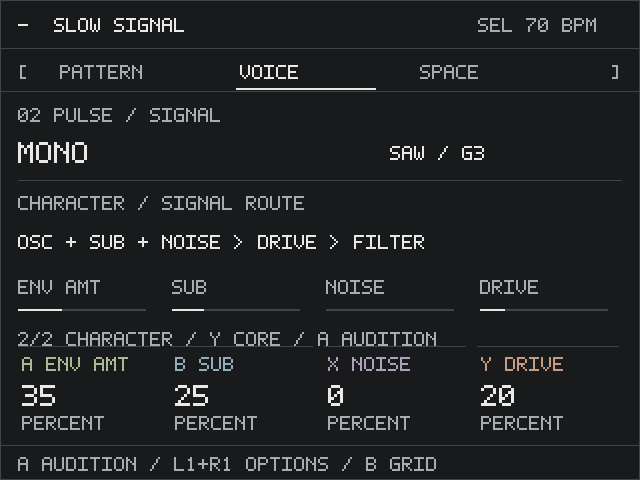 – SLOW SIGNAL SEL 70 BPM
[ PATTERN VOICE SPACE ]
02 PULSE / SIGNAL
MONO SAW / G3
CHARACTER / SIGNAL ROUTE
OSC + SUB + NOISE > DRIVE > FILTER
ENV AMT SUB NOISE DRIVE
2/2 CHARACTER / Y CORE / A AUDITION
A ENV AMT B SUB X NOISE Y DRIVE
35 25 0 20
PERCENT PERCENT PERCENT PERCENT
A AUDITION / L1+R1 OPTIONS / B GRID